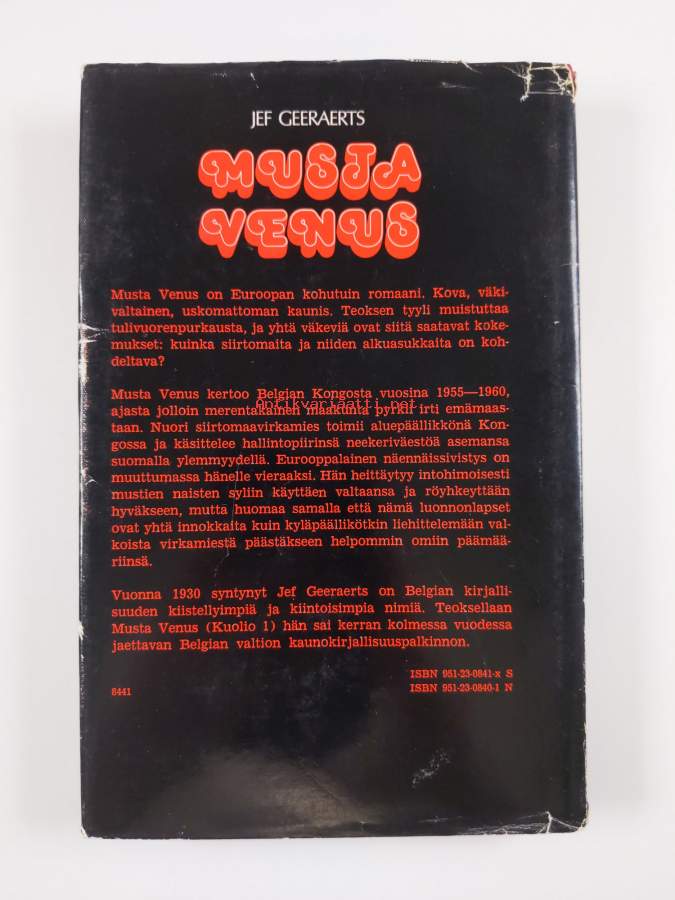 JEF GEERAERTS
MUSTA
VENUS
Musta Venus on Euroopan kohutuin romaani. Kova, väki-
valtainen, uskomattoman kaunis. Teoksen tyyli muistuttaa
tulivuorenpurkausta, ja yhtä väkeviä ovat siitä saatavat koke-
mukset: kuinka siirtomaita ja niiden alkuasukkaita on koh-
deltava?
Musta Venus kertoo Belgian Kongosta vuosina 1955—1960,
antikvariaatti.net
ajasta jolloin merentakainen maakunta pyrki irti emämaas-
taan. Nuori siirtomaavirkamies toimii aluepäällikkönä Kon-
gossa ja käsittelee hallintopiirinsä neekeriväestöä asemansa
suomalla ylemmyydellä. Eurooppalainen näennäissivistys on
muuttumassa hänelle vieraaksi. Hän heittäytyy intohimoisesti
mustien naisten syliin käyttäen valtaansa ja röyhkeyttään
hyväkseen, mutta huomaa samalla että nämä luonnonlapset
ovat yhtä innokkaita kuin kyläpäällikötkin liehittelemään val-
koista virkamiestä päästäkseen helpommin omiin päämää-
riinsä.
Vuonna 1930 syntynyt Jef Geeraerts on Belgian kirjalli-
suuden kiistellyimpiä ja kiintoisimpia nimiä. Teoksellaan
Musta Venus (Kuolio 1) hän sai kerran kolmessa vuodessa
jaettavan Belgian valtion kaunokirjallisuuspalkinnon.
ISBN 951-23-0841-x S
8441 ISBN 951-23-0840-1 N